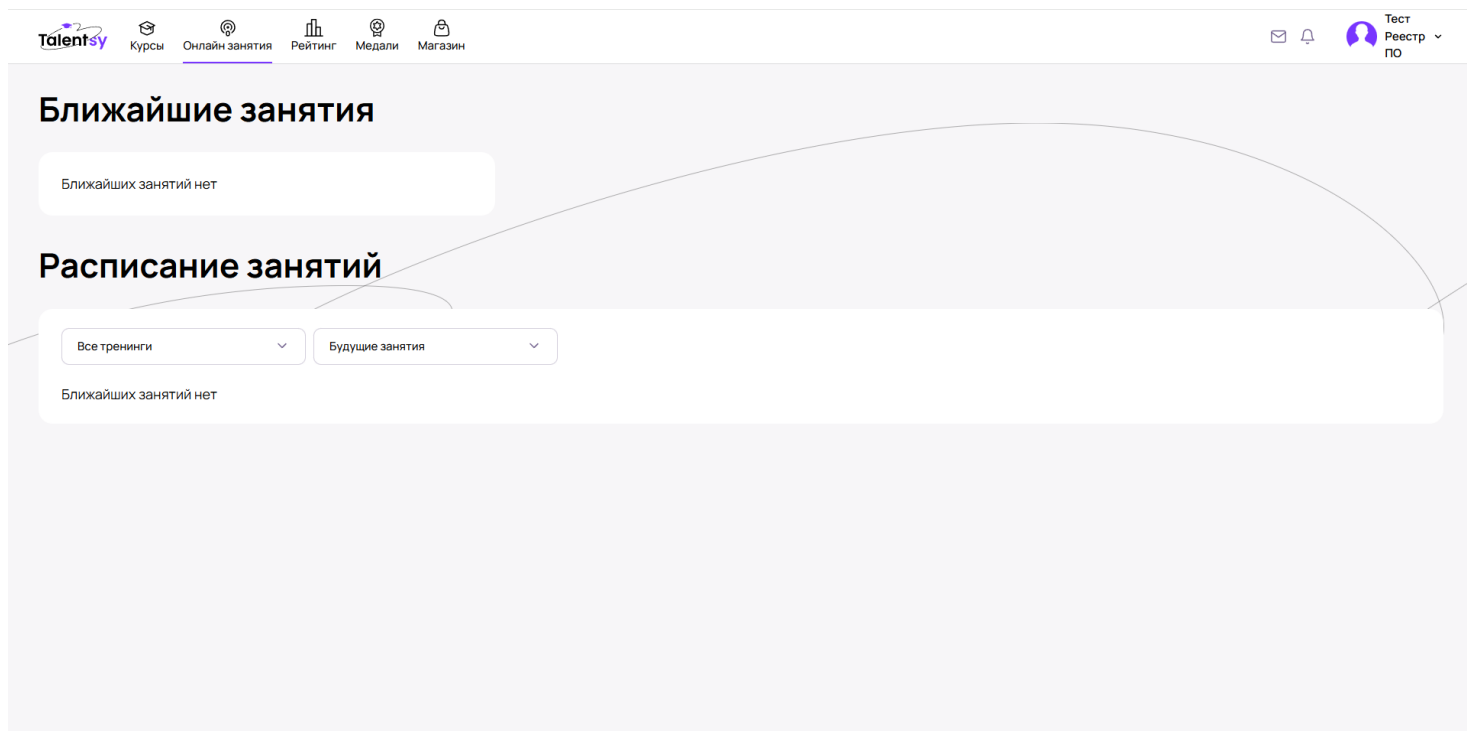 Talentsy
Курсы
Онлайн занятия
Рейтинг
Медали
Магазин
Тест
Реестр
ПО
Ближайшие занятия
Ближайших занятий нет
Расписание занятий
Все тренинги
Будущие занятия
Ближайших занятий нет